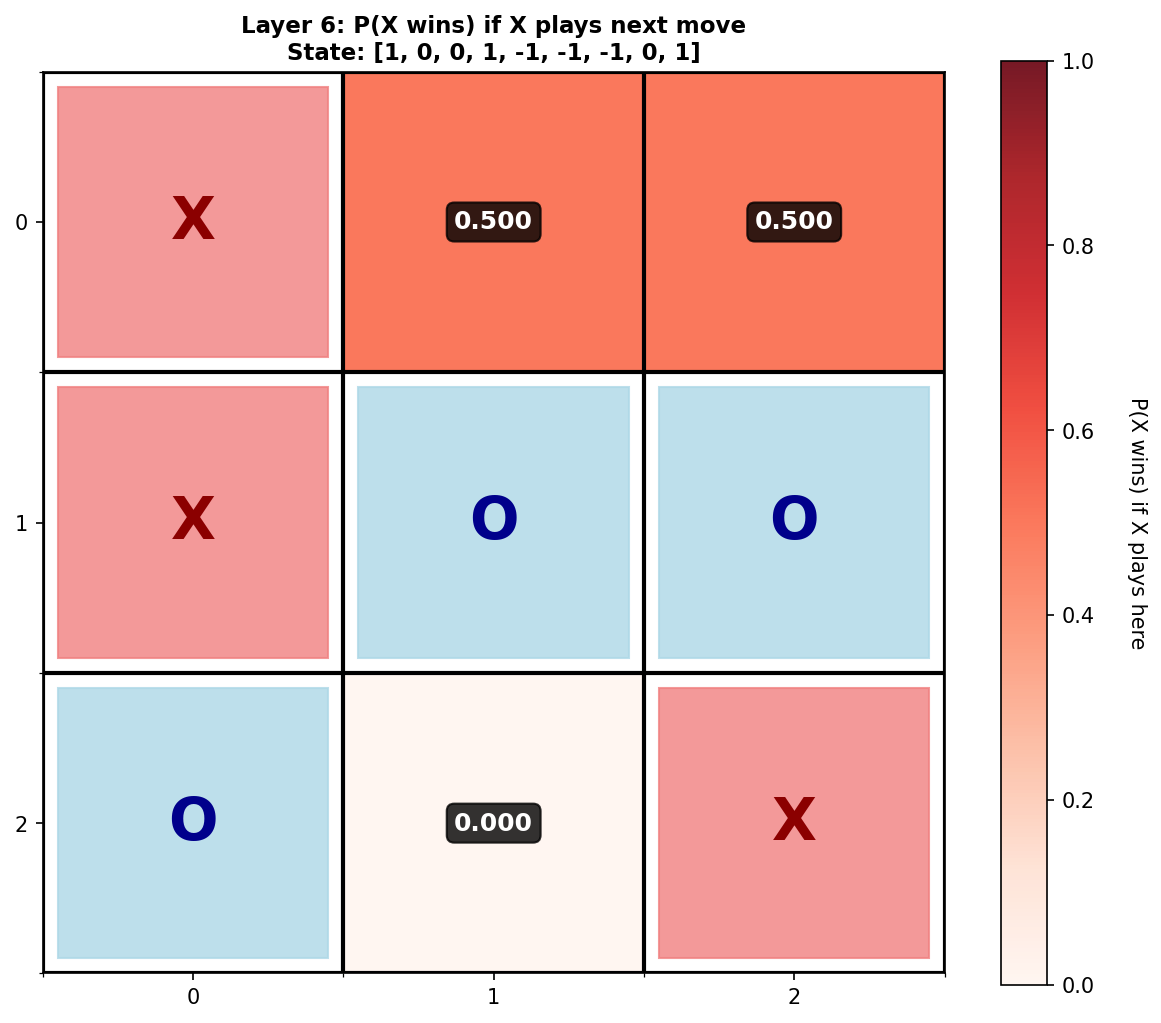 Layer 6: P(X wins) if X plays next move
State: [1, 0, 0, 1, -1, -1, -1, 0, 1]
X
0.500
0.500
X
O
O
O
0.000
X
0
1
2
0
1
2
1.0
0.8
0.6
0.4
0.2
0.0
P(X wins) if X plays here